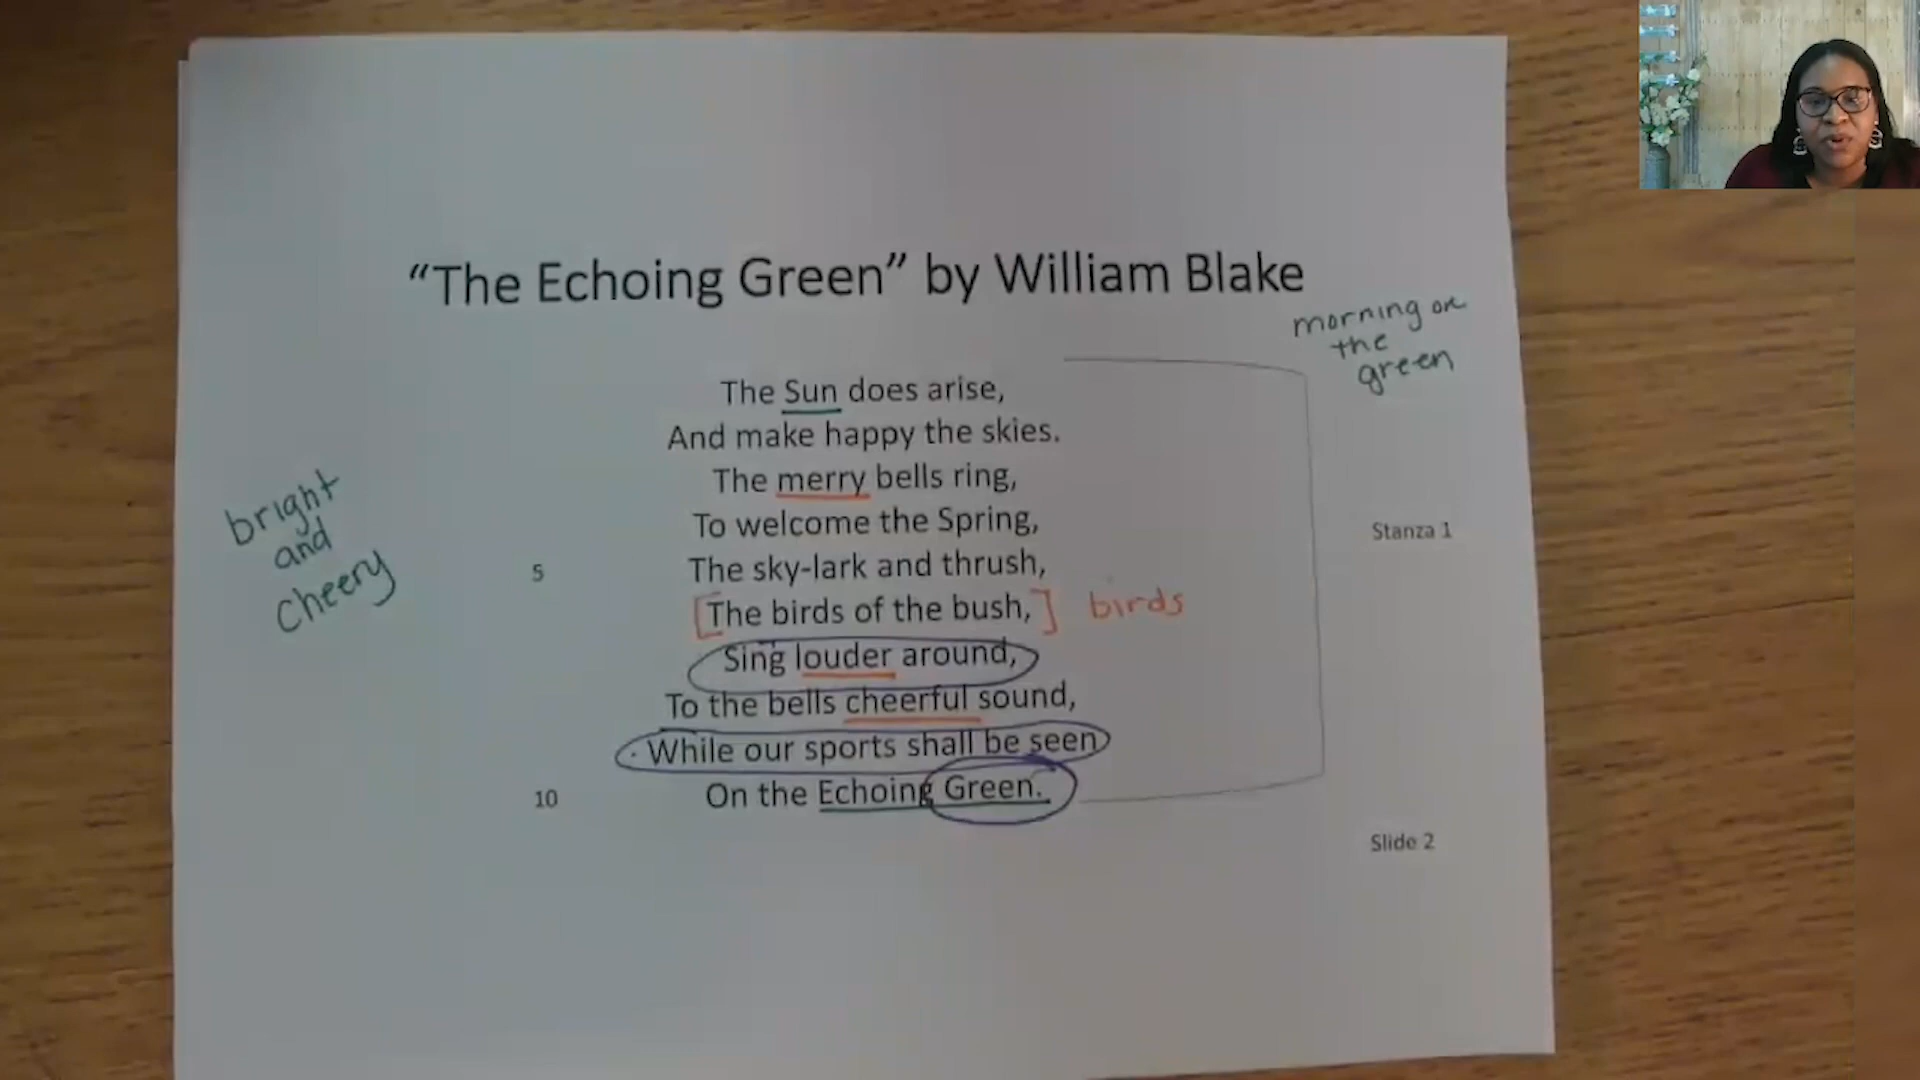 “The Echoing Green” by William Blake
morning on
the
green
The Sun does arise,
And make happy the skies.
The merry bells ring,
To welcome the Spring,
Stanza 1
bright
and
cheery
5 The sky-lark and thrush,
[The birds of the bush,] birds
Sing louder around,
To the bells cheerful sound,
While our sports shall be seen
10 On the Echoing Green.
Slide 2